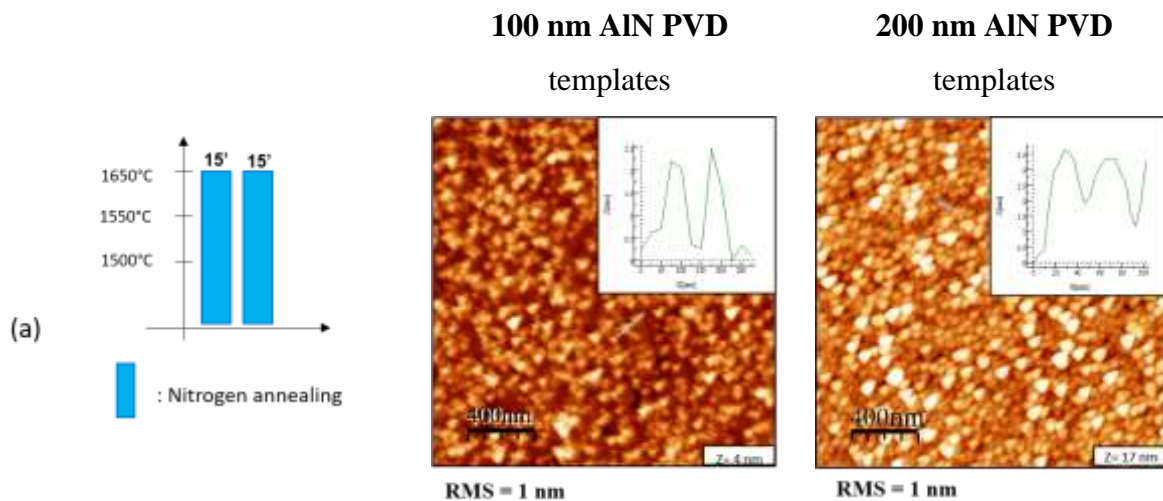 100 nm AlN PVD
templates
200 nm AlN PVD
templates
15' 15'
1650°C
1550°C
1500°C
(a)
: Nitrogen annealing
400nm
Z= 4 nm
RMS = 1 nm
400nm
Z= 17 nm
RMS = 1 nm